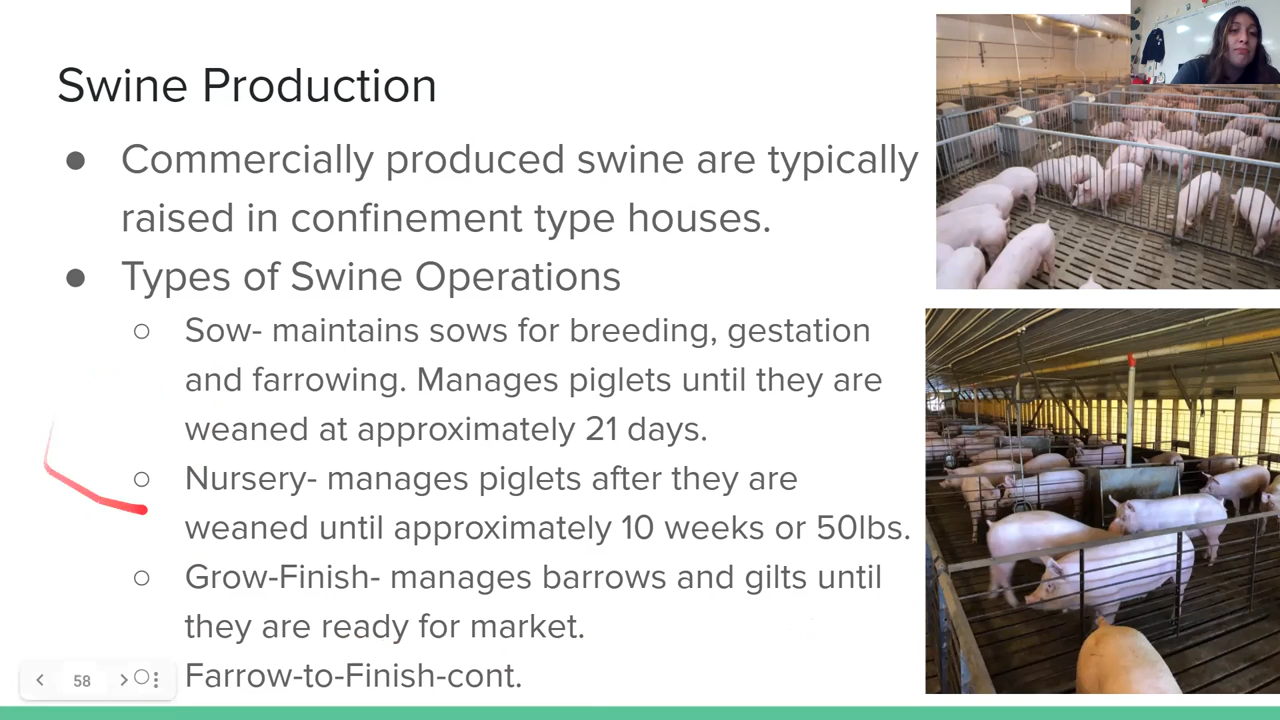 Swine Production
● Commercially produced swine are typically
raised in confinement type houses.
● Types of Swine Operations
○ Sow- maintains sows for breeding, gestation
and farrowing. Manages piglets until they are
weaned at approximately 21 days.
○ Nursery- manages piglets after they are
weaned until approximately 10 weeks or 50lbs.
○ Grow-Finish- manages barrows and gilts until
they are ready for market.
○ Farrow-to-Finish-cont.
58